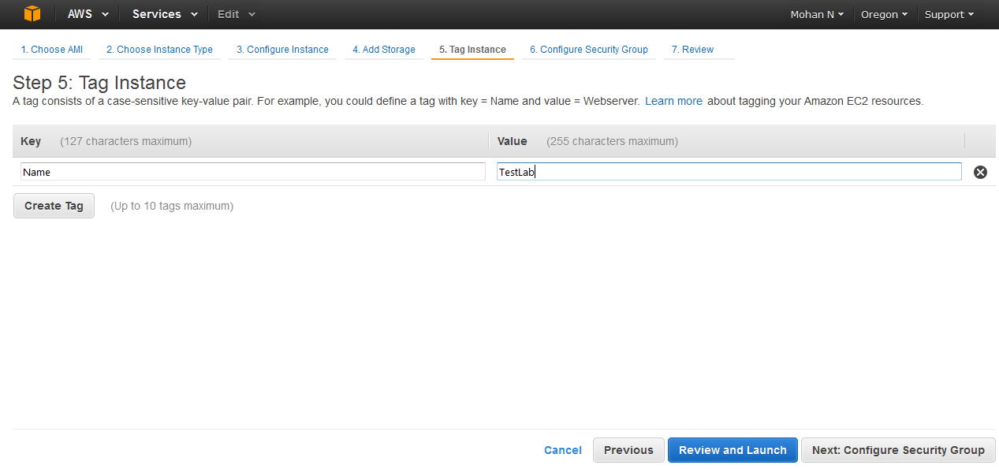 AWS Services Edit Mohan N Oregon Support
1. Choose AMI 2. Choose Instance Type 3. Configure Instance 4. Add Storage 5. Tag Instance 6. Configure Security Group 7. Review
Step 5: Tag Instance
A tag consists of a case-sensitive key-value pair. For example, you could define a tag with key = Name and value = Webserver. Learn more about tagging your Amazon EC2 resources.
Key (127 characters maximum) Value (255 characters maximum)
Name TestLab
Create Tag (Up to 10 tags maximum)
Cancel Previous Review and Launch Next: Configure Security Group